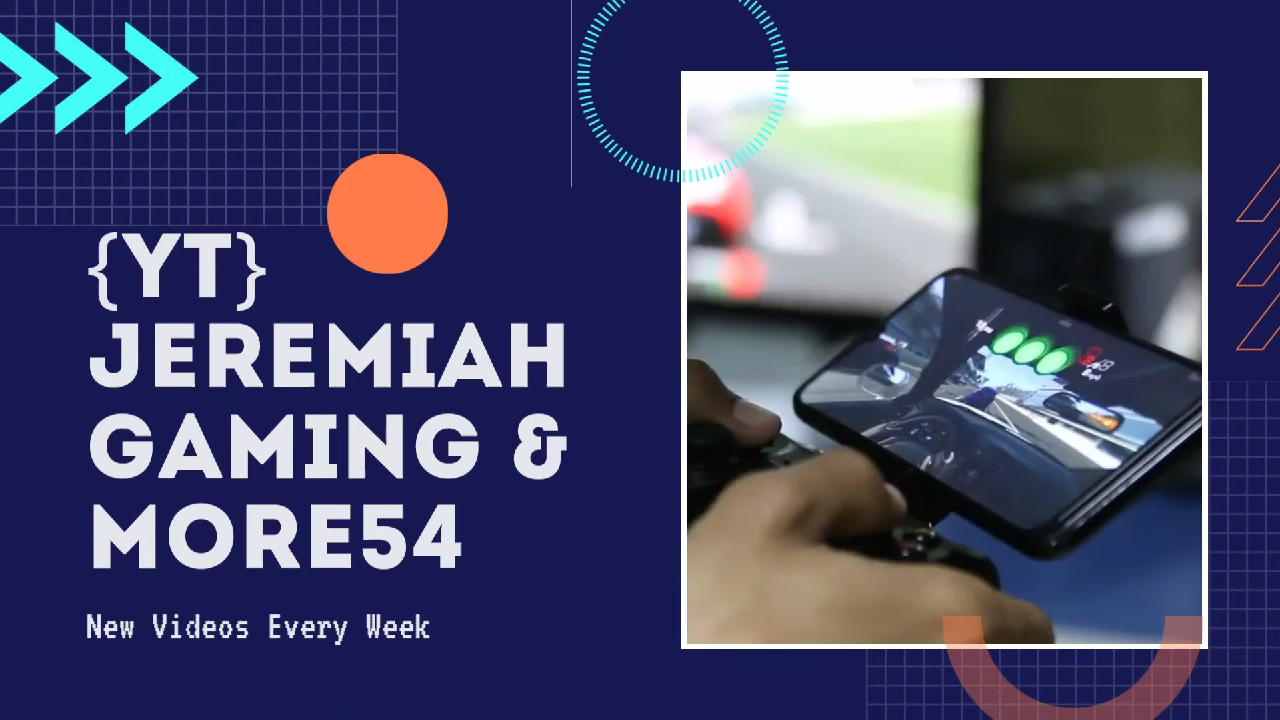 {YT}
JEREMIAH
GAMING &
MORE54
New Videos Every Week